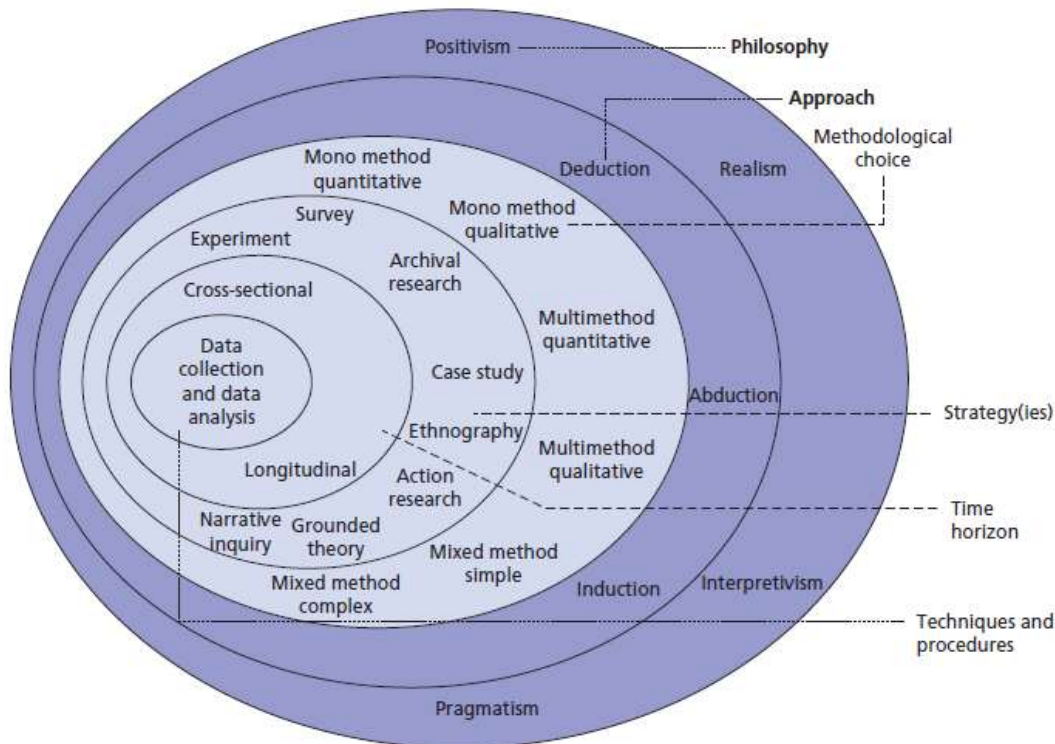 Positivism
Philosophy
Approach
Methodological
choice
Mono method
quantitative
Deduction
Realism
Mono method
qualitative
Survey
Experiment
Archival
research
Cross-sectional
Multimethod
quantitative
Data
collection
and data
analysis
Case study
Abduction
Strategy(ies)
Ethnography
Multimethod
qualitative
Longitudinal
Action
research
Time
horizon
Narrative
inquiry
Grounded
theory
Mixed method
simple
Mixed method
complex
Induction
Interpretivism
Techniques and
procedures
Pragmatism